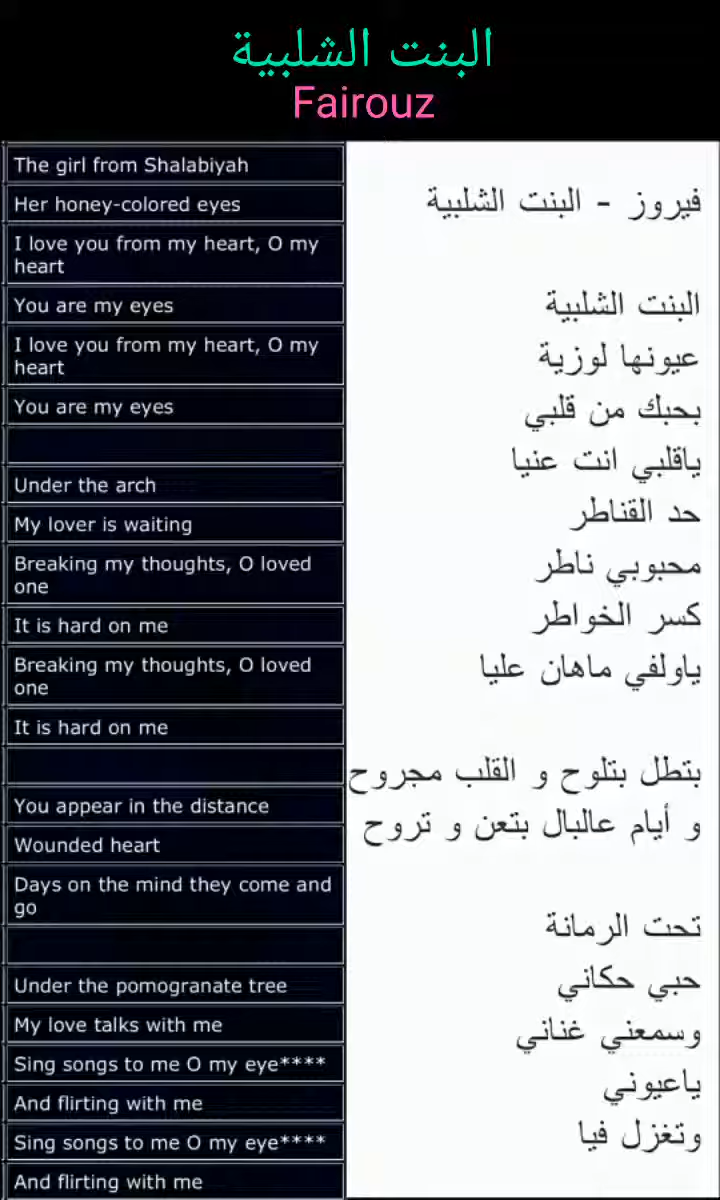 البنت الشلبية
Fairouz
The girl from Shalabiyah
Her honey-colored eyes
I love you from my heart, O my
heart
You are my eyes
I love you from my heart, O my
heart
You are my eyes
Under the arch
My lover is waiting
Breaking my thoughts, O loved
one
It is hard on me
Breaking my thoughts, O loved
one
It is hard on me
You appear in the distance
Wounded heart
Days on the mind they come and
go
Under the pomogranate tree
My love talks with me
Sing songs to me O my eye****
And flirting with me
Sing songs to me O my eye****
And flirting with me
فيروز - البنت الشلبية
البنت الشلبية
عيونها لوزية
بحبك من قلبي
ياقلبي انت عنيا
حد القناطر
محبوبي ناطر
كسر الخواطر
ياولفي ماهان عليا
بتطل بتلوح و القلب مجروح
و أيام عالبال بتعن و تروح
تحت الرمانة
حبي حكاني
وسمعني غناني
ياعيوني
وتغزل فيا